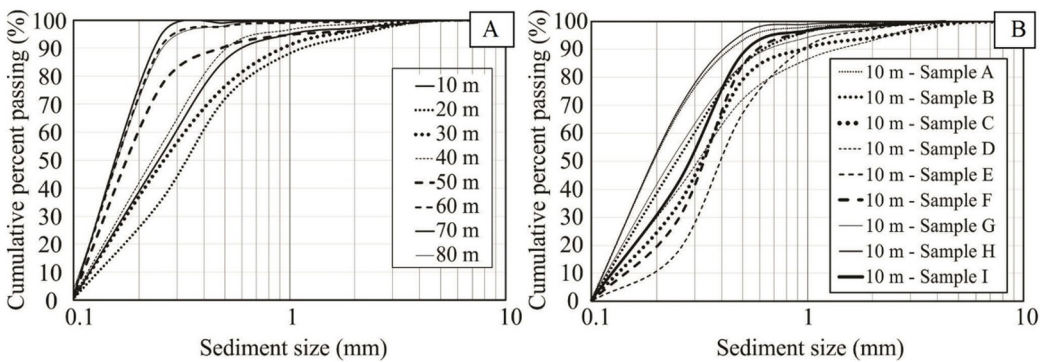 Cumulative percent passing (%)
100
90
80
70
60
50
40
30
20
10
0
0.1
1
10
Sediment size (mm)
A
10 m
20 m
30 m
40 m
50 m
60 m
70 m
80 m
Cumulative percent passing (%)
100
90
80
70
60
50
40
30
20
10
0
0.1
1
10
Sediment size (mm)
B
10 m - Sample A
10 m - Sample B
10 m - Sample C
10 m - Sample D
10 m - Sample E
10 m - Sample F
10 m - Sample G
10 m - Sample H
10 m - Sample I